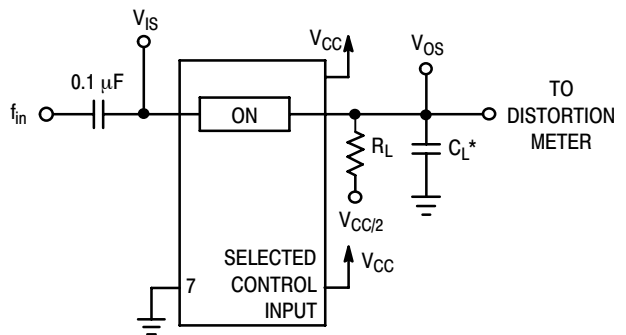 V_IS
V_CC
V_OS
0.1 μF
f_in
ON
TO
DISTORTION
METER
R_L
C_L*
V_CC/2
SELECTED
CONTROL
INPUT
V_CC
7